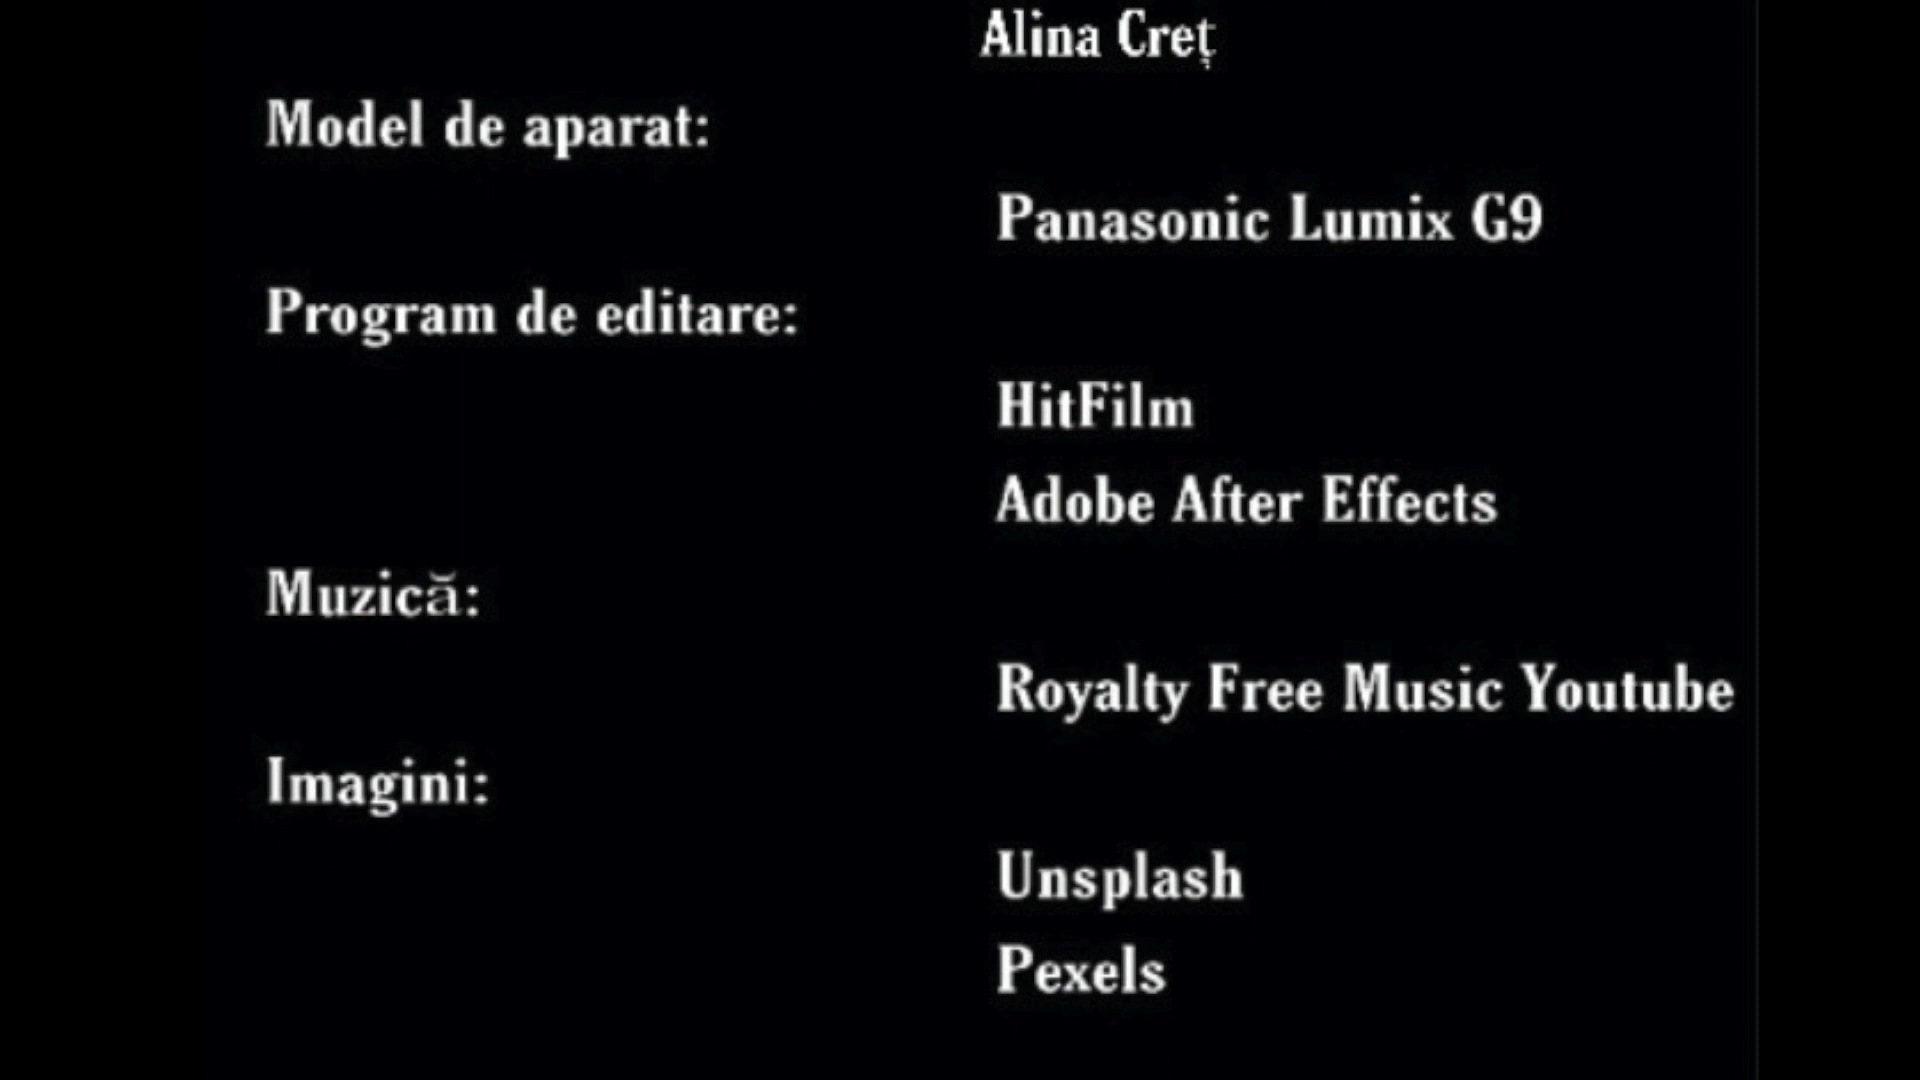 Alina Creț
Model de aparat:
Panasonic Lumix G9
Program de editare:
HitFilm
Adobe After Effects
Muzică:
Royalty Free Music Youtube
Imagini:
Unsplash
Pexels